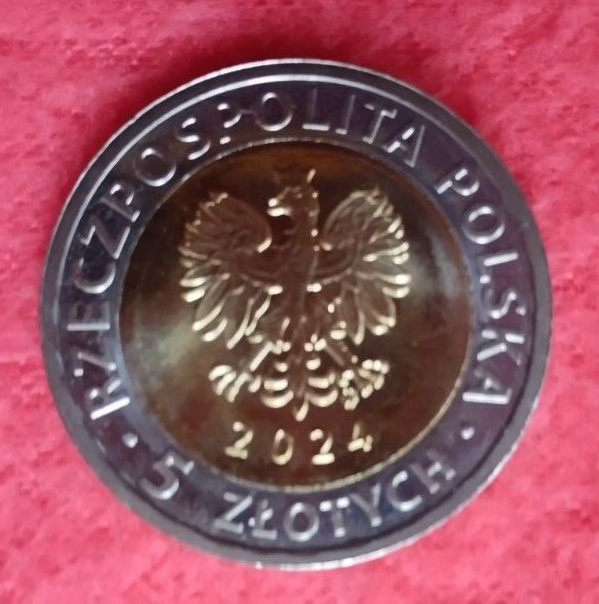 RZECZPOSPOLITA POLSKA
2024
• 5 ZŁOTYCH •